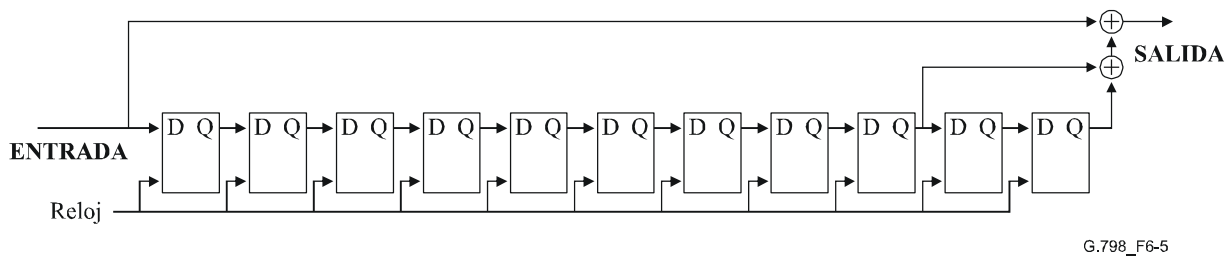 SALIDA
D Q D Q D Q D Q D Q D Q D Q D Q D Q D Q D Q
ENTRADA
Reloj
G.798_F6-5